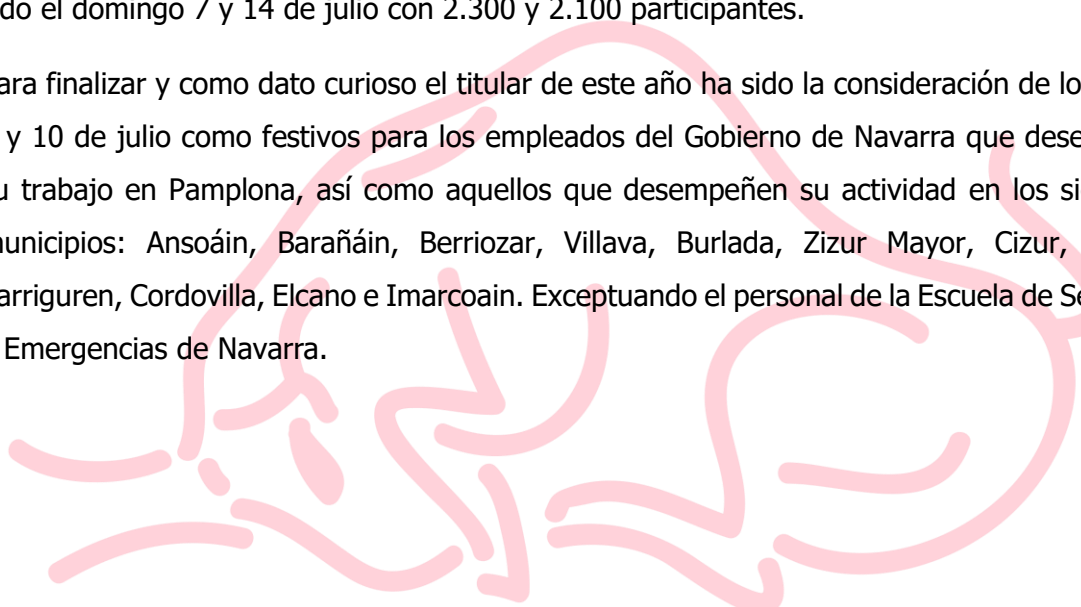 do el domingo 7 y 14 de julio con 2.300 y 2.100 participantes.
ara finalizar y como dato curioso el titular de este año ha sido la consideración de lo
y 10 de julio como festivos para los empleados del Gobierno de Navarra que dese
u trabajo en Pamplona, así como aquellos que desempeñen su actividad en los si
unicipios: Ansoáin, Barañáin, Berriozar, Villava, Burlada, Zizur Mayor, Cizur,
arriguren, Cordovilla, Elcano e Imarcoain. Exceptuando el personal de la Escuela de Se
Emergencias de Navarra.